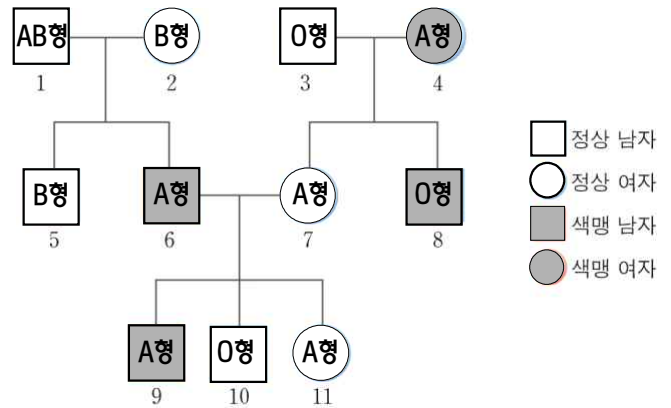 AB형 B형 O형 A형
1 2 3 4
정상 남자
정상 여자
B형 A형 A형 O형
색맹 남자
5 6 7 8
색맹 여자
A형 O형 A형
9 10 11